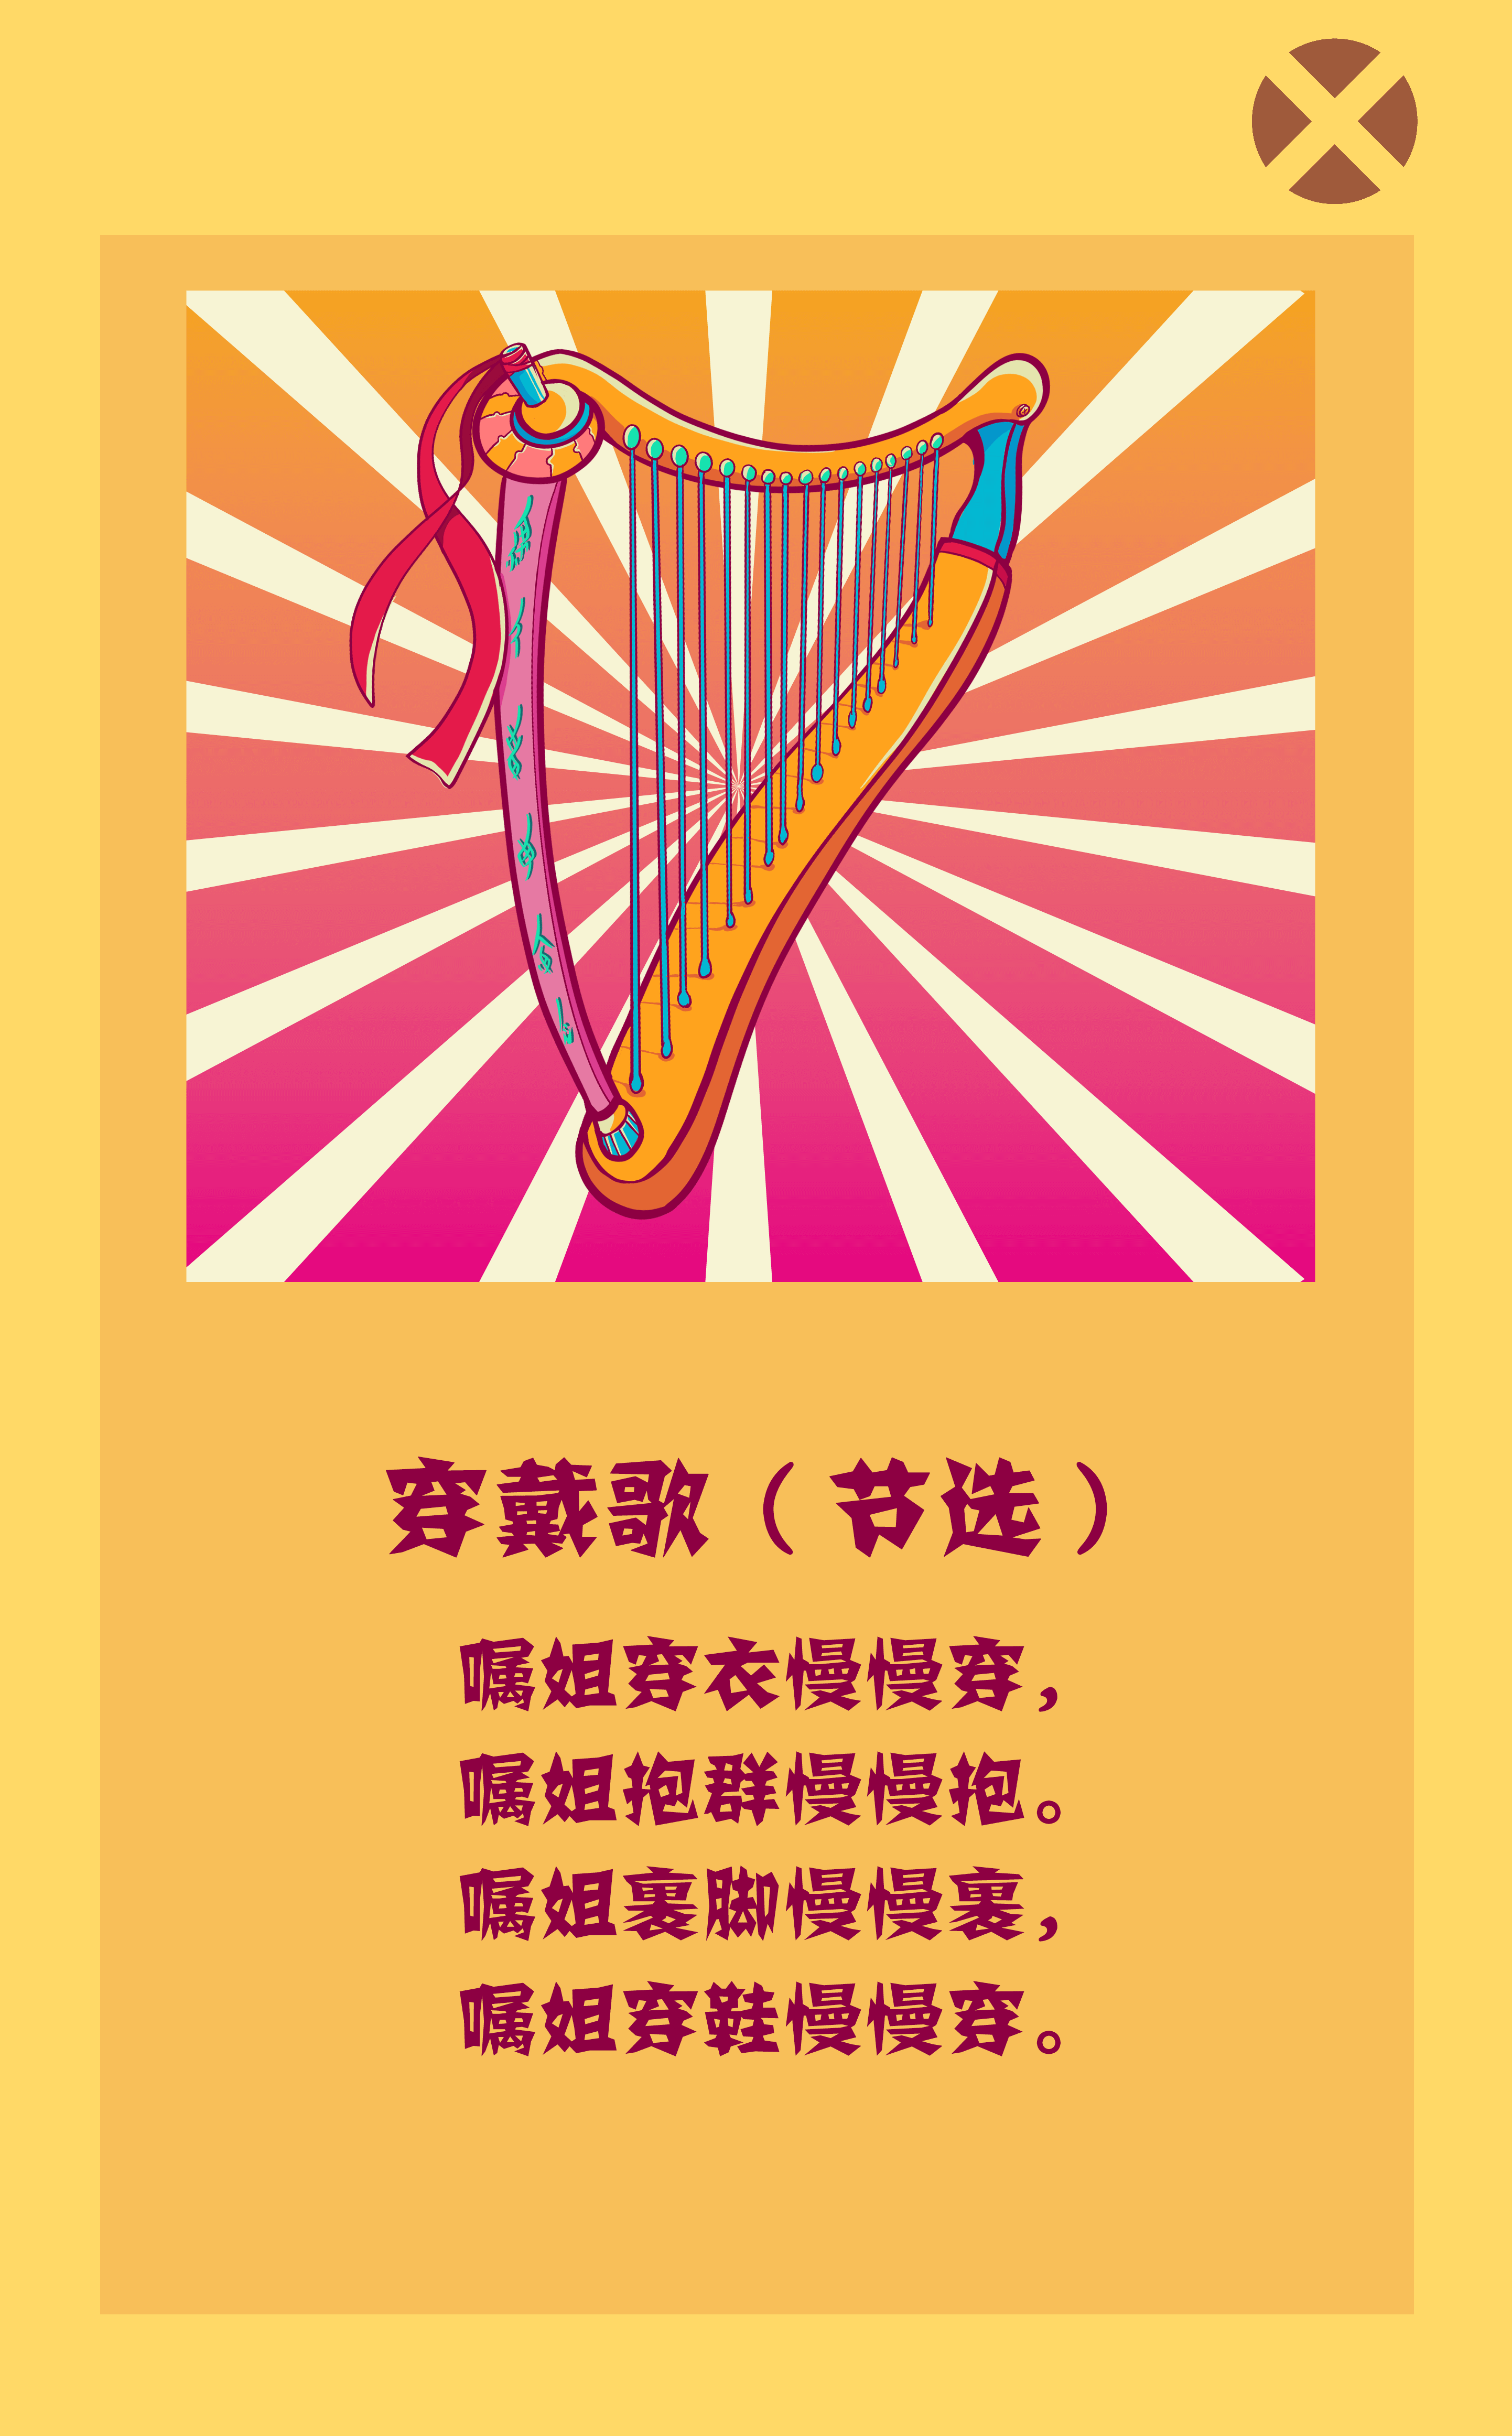 穿戴歌（节选）
嘱姐穿衣慢慢穿，
嘱姐抱群慢慢抱。
嘱姐裹脚慢慢裹，
嘱姐穿鞋慢慢穿。